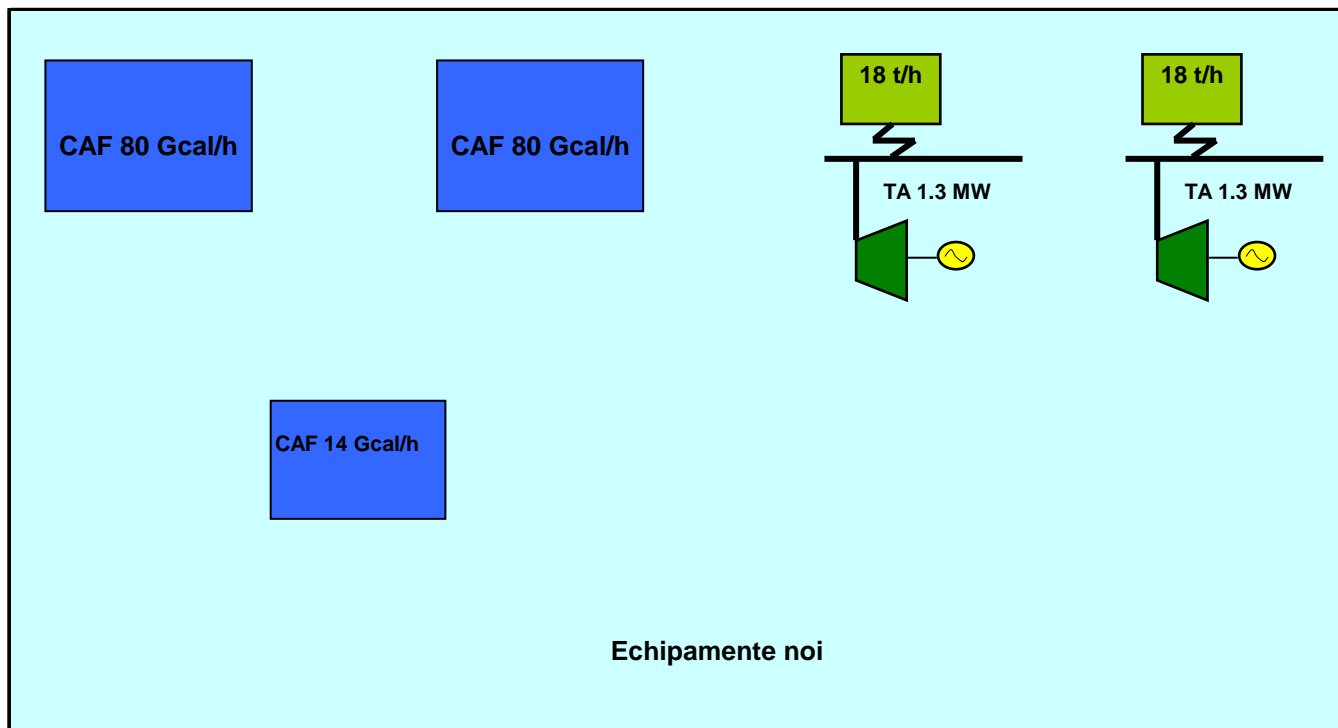 18 t/h
18 t/h
CAF 80 Gcal/h
CAF 80 Gcal/h
TA 1.3 MW
TA 1.3 MW
CAF 14 Gcal/h
Echipamente noi